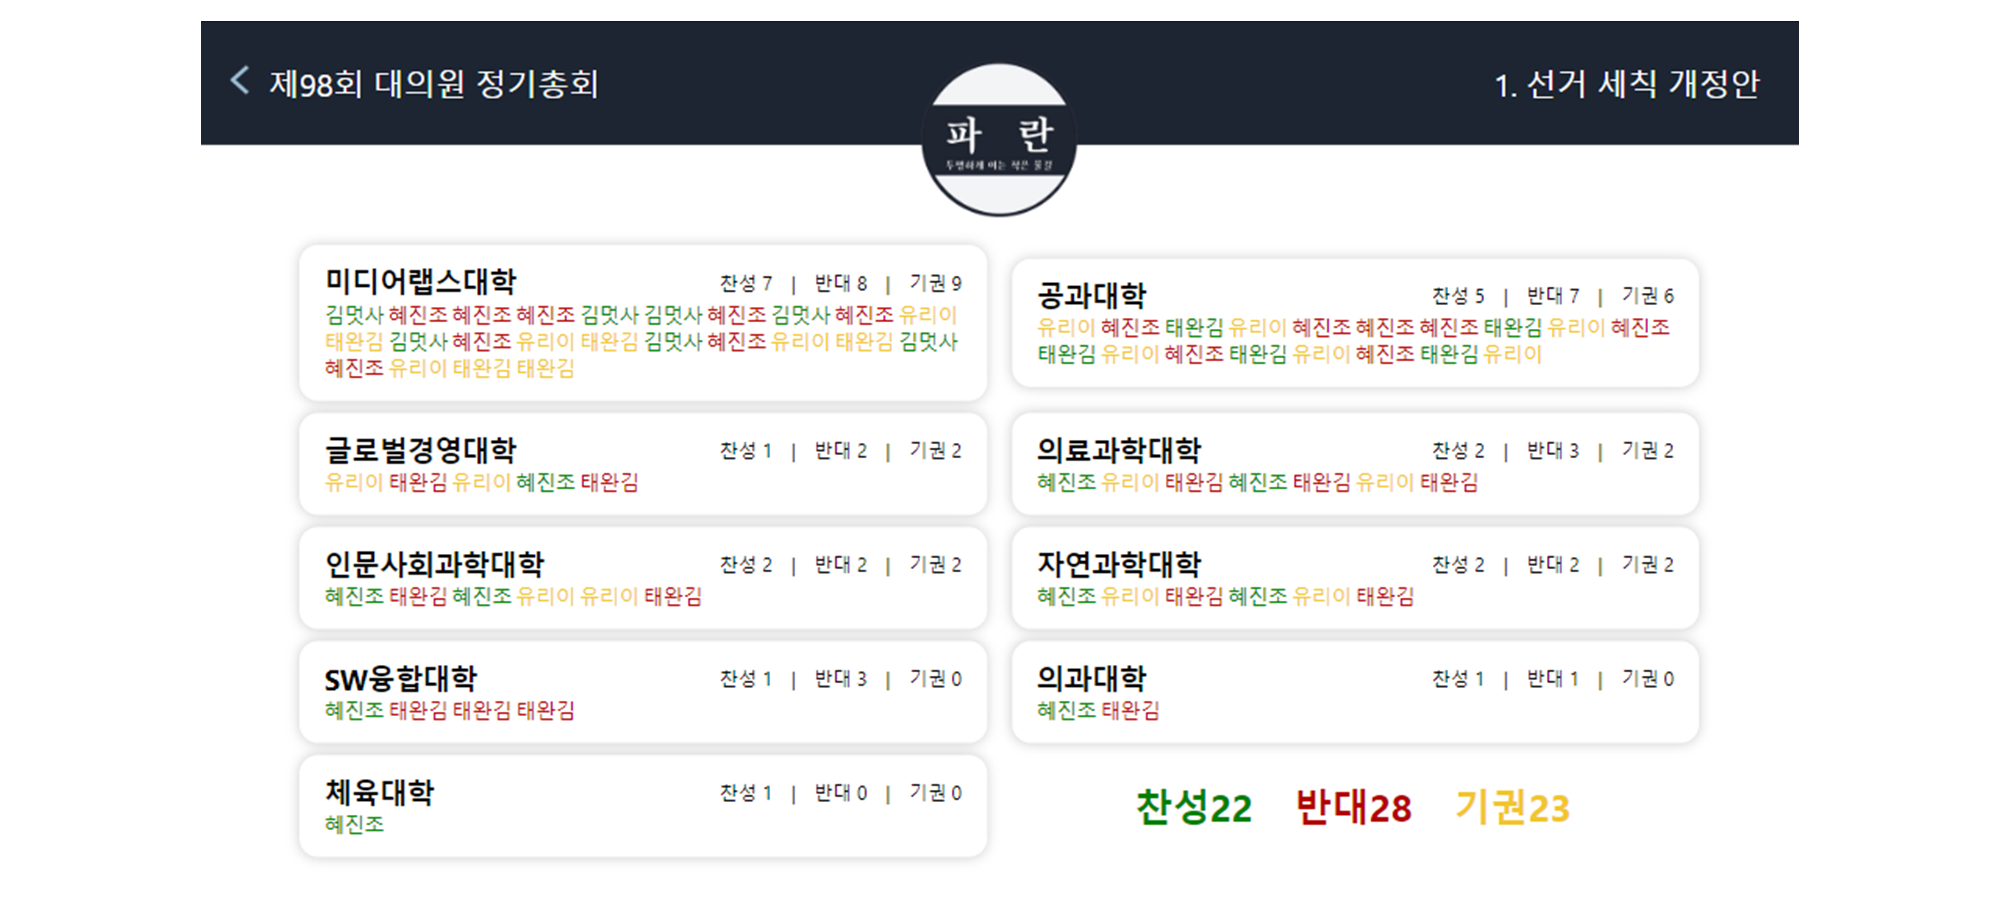 제98회 대의원 정기총회
1. 선거 세칙 개정안
파 란
투명하게 이는 작은 물결
미디어랩스대학
찬성 7 | 반대 8 | 기권 9
김멋사 혜진조 혜진조 혜진조 김멋사 김멋사 혜진조 김멋사 혜진조 유리이
태완김 김멋사 혜진조 유리이 태완김 김멋사 혜진조 유리이 태완김 김멋사
혜진조 유리이 태완김 태완김
공과대학
찬성 5 | 반대 7 | 기권 6
유리이 혜진조 태완김 유리이 혜진조 혜진조 혜진조 태완김 유리이 혜진조
태완김 유리이 혜진조 태완김 유리이 혜진조 태완김 유리이
글로벌경영대학
찬성 1 | 반대 2 | 기권 2
유리이 태완김 유리이 혜진조 태완김
의료과학대학
찬성 2 | 반대 3 | 기권 2
혜진조 유리이 태완김 혜진조 태완김 유리이 태완김
인문사회과학대학
찬성 2 | 반대 2 | 기권 2
혜진조 태완김 혜진조 유리이 유리이 태완김
자연과학대학
찬성 2 | 반대 2 | 기권 2
혜진조 유리이 태완김 혜진조 유리이 태완김
SW융합대학
찬성 1 | 반대 3 | 기권 0
혜진조 태완김 태완김 태완김
의과대학
찬성 1 | 반대 1 | 기권 0
혜진조 태완김
체육대학
찬성 1 | 반대 0 | 기권 0
혜진조
찬성22 반대28 기권23